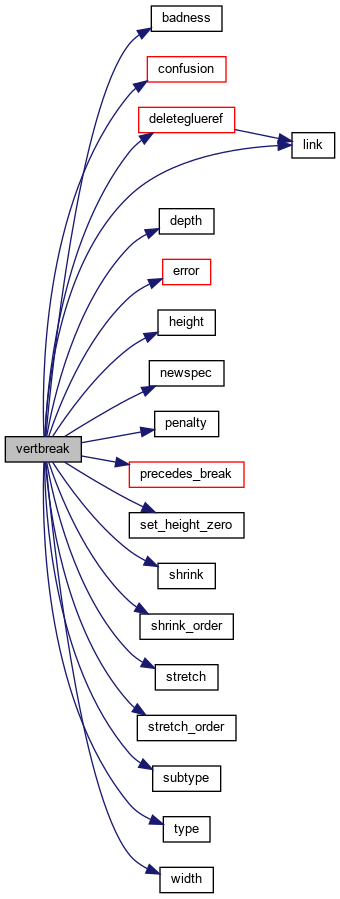 badness
confusion
deleteglueref
link
depth
error
height
newspec
penalty
vertbreak
precedes_break
set_height_zero
shrink
shrink_order
stretch
stretch_order
subtype
type
width